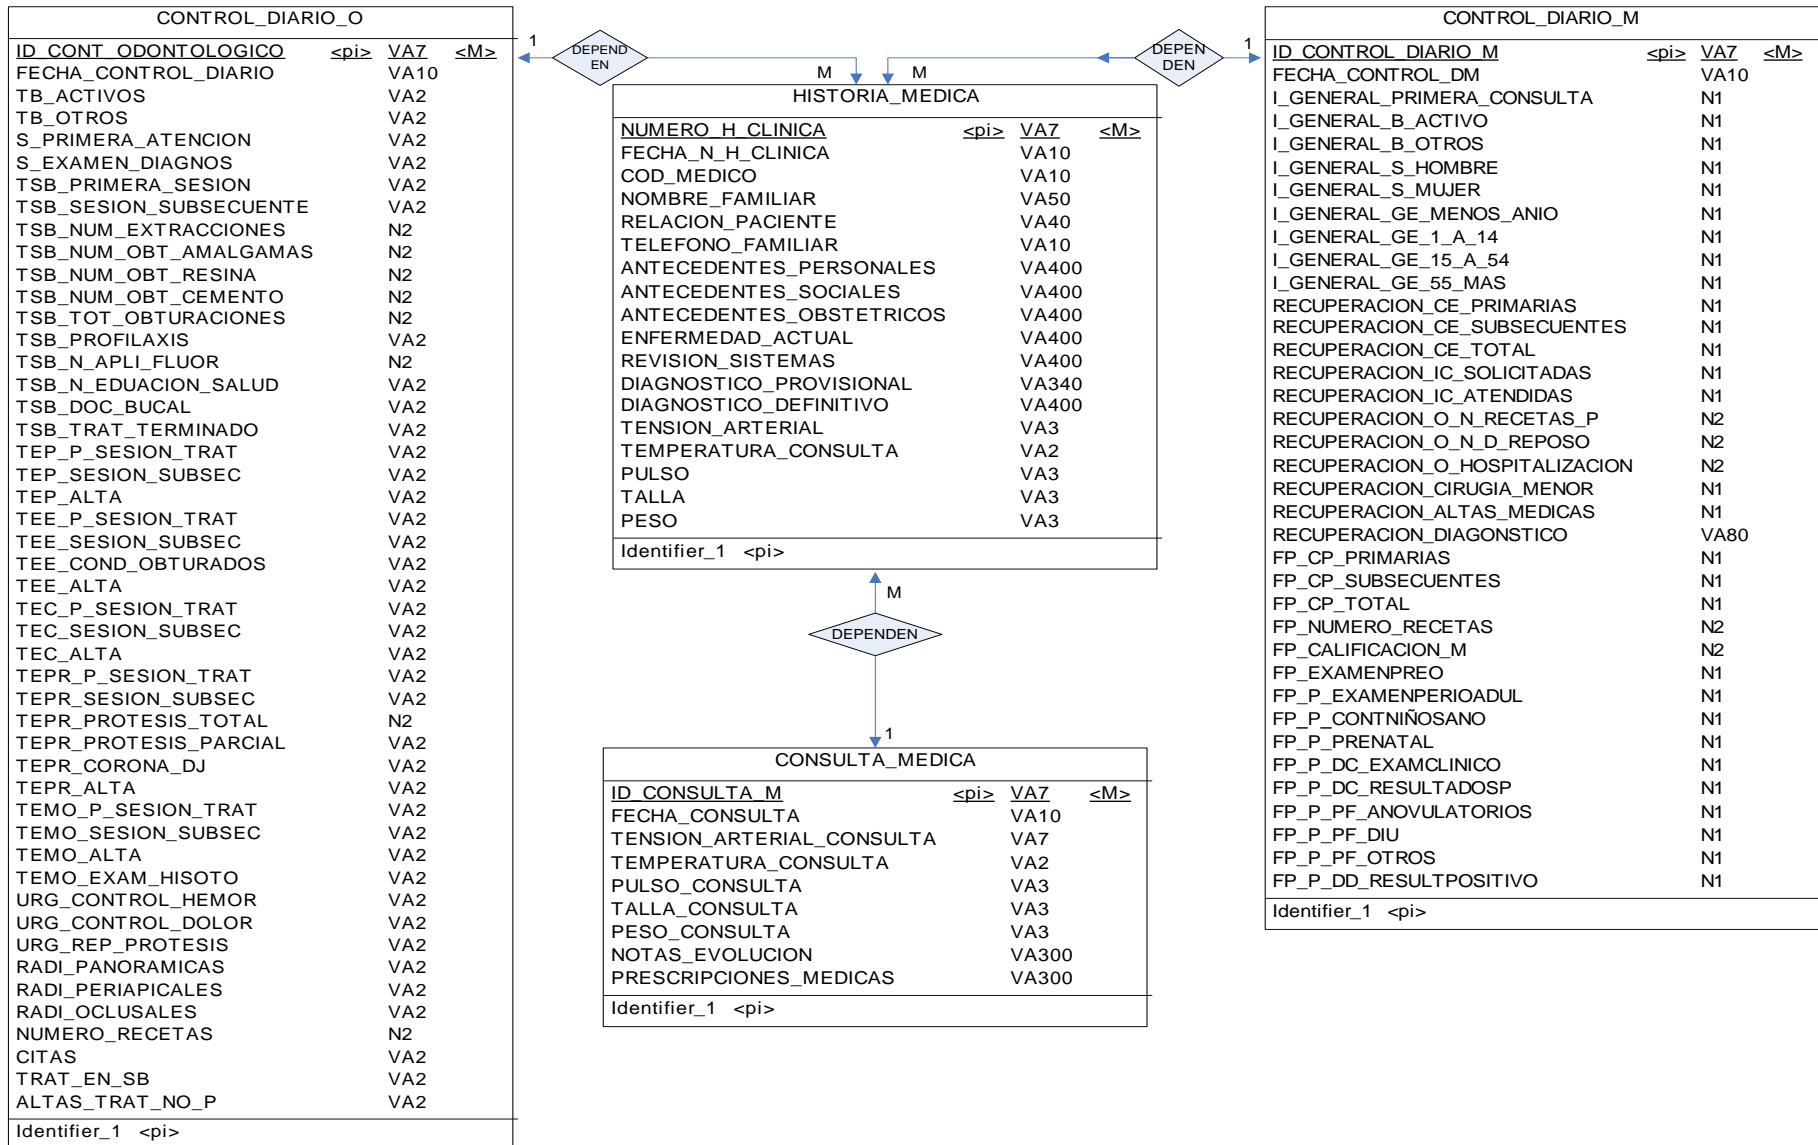 CONTROL_DIARIO_O
ID_CONT_ODONTOLOGICO <pi> VA7 <M>
FECHA_CONTROL_DIARIO VA10
TB_ACTIVOS VA2
TB_OTROS VA2
S_PRIMERA_ATENCION VA2
S_EXAMEN_DIAGNOS VA2
TSB_PRIMERA_SESION VA2
TSB_SESION_SUBSECUENTE VA2
TSB_NUM_EXTRACCIONES N2
TSB_NUM_OBT_AMALGAMAS N2
TSB_NUM_OBT_RESINA N2
TSB_NUM_OBT_CEMENTO N2
TSB_TOT_OBTURACIONES N2
TSB_PROFILAXIS VA2
TSB_N_APLI_FLUOR N2
TSB_N_EDUACION_SALUD VA2
TSB_DOC_BUCAL VA2
TSB_TRAT_TERMINADO VA2
TEP_P_SESION_TRAT VA2
TEP_SESION_SUBSEC VA2
TEP_ALTA VA2
TEE_P_SESION_TRAT VA2
TEE_SESION_SUBSEC VA2
TEE_COND_OBTURADOS VA2
TEE_ALTA VA2
TEC_P_SESION_TRAT VA2
TEC_SESION_SUBSEC VA2
TEC_ALTA VA2
TEPR_P_SESION_TRAT VA2
TEPR_SESION_SUBSEC VA2
TEPR_PROTESIS_TOTAL N2
TEPR_PROTESIS_PARCIAL VA2
TEPR_CORONA_DJ VA2
TEPR_ALTA VA2
TEMO_P_SESION_TRAT VA2
TEMO_SESION_SUBSEC VA2
TEMO_ALTA VA2
TEMO_EXAM_HISOTO VA2
URG_CONTROL_HEMOR VA2
URG_CONTROL_DOLOR VA2
URG_REP_PROTESIS VA2
RADI_PANORAMICAS VA2
RADI_PERIAPICALES VA2
RADI_OCLUSALES VA2
NUMERO_RECETAS N2
CITAS VA2
TRAT_EN_SB VA2
ALTAS_TRAT_NO_P VA2
Identifier_1 <pi>
1
DEPEND
EN
M
M
DEPEN
DEN
1
HISTORIA_MEDICA
NUMERO_H_CLINICA <pi> VA7 <M>
FECHA_N_H_CLINICA VA10
COD_MEDICO VA10
NOMBRE_FAMILIAR VA50
RELACION_PACIENTE VA40
TELEFONO_FAMILIAR VA10
ANTECEDENTES_PERSONALES VA400
ANTECEDENTES_SOCIALES VA400
ANTECEDENTES_OBSTETRICOS VA400
ENFERMEDAD_ACTUAL VA400
REVISION_SISTEMAS VA400
DIAGNOSTICO_PROVISIONAL VA340
DIAGNOSTICO_DEFINITIVO VA400
TENSION_ARTERIAL VA3
TEMPERATURA_CONSULTA VA2
PULSO VA3
TALLA VA3
PESO VA3
Identifier_1 <pi>
M
DEPENDEN
1
CONSULTA_MEDICA
ID_CONSULTA_M <pi> VA7 <M>
FECHA_CONSULTA VA10
TENSION_ARTERIAL_CONSULTA VA7
TEMPERATURA_CONSULTA VA2
PULSO_CONSULTA VA3
TALLA_CONSULTA VA3
PESO_CONSULTA VA3
NOTAS_EVOLUCION VA300
PRESCRIPCIONES_MEDICAS VA300
Identifier_1 <pi>
CONTROL_DIARIO_M
ID_CONTROL_DIARIO_M <pi> VA7 <M>
FECHA_CONTROL_DM VA10
I_GENERAL_PRIMERA_CONSULTA N1
I_GENERAL_B_ACTIVO N1
I_GENERAL_B_OTROS N1
I_GENERAL_S_HOMBRE N1
I_GENERAL_S_MUJER N1
I_GENERAL_GE_MENOS_ANIO N1
I_GENERAL_GE_1_A_14 N1
I_GENERAL_GE_15_A_54 N1
I_GENERAL_GE_55_MAS N1
RECUPERACION_CE_PRIMARIAS N1
RECUPERACION_CE_SUBSECUENTES N1
RECUPERACION_CE_TOTAL N1
RECUPERACION_IC_SOLICITADAS N1
RECUPERACION_IC_ATENDIDAS N1
RECUPERACION_O_N_RECETAS_P N2
RECUPERACION_O_N_D_REPOSO N2
RECUPERACION_O_HOSPITALIZACION N2
RECUPERACION_CIRUGIA_MENOR N1
RECUPERACION_ALTAS_MEDICAS N1
RECUPERACION_DIAGONSTICO VA80
FP_CP_PRIMARIAS N1
FP_CP_SUBSECUENTES N1
FP_CP_TOTAL N1
FP_NUMERO_RECETAS N2
FP_CALIFICACION_M N2
FP_EXAMENPREO N1
FP_P_EXAMENPERIOADUL N1
FP_P_CONTNIÑOSANO N1
FP_P_PRENATAL N1
FP_P_DC_EXAMCLINICO N1
FP_P_DC_RESULTADOSP N1
FP_P_PF_ANOVULATORIOS N1
FP_P_PF_DIU N1
FP_P_PF_OTROS N1
FP_P_DD_RESULTPOSITIVO N1
Identifier_1 <pi>